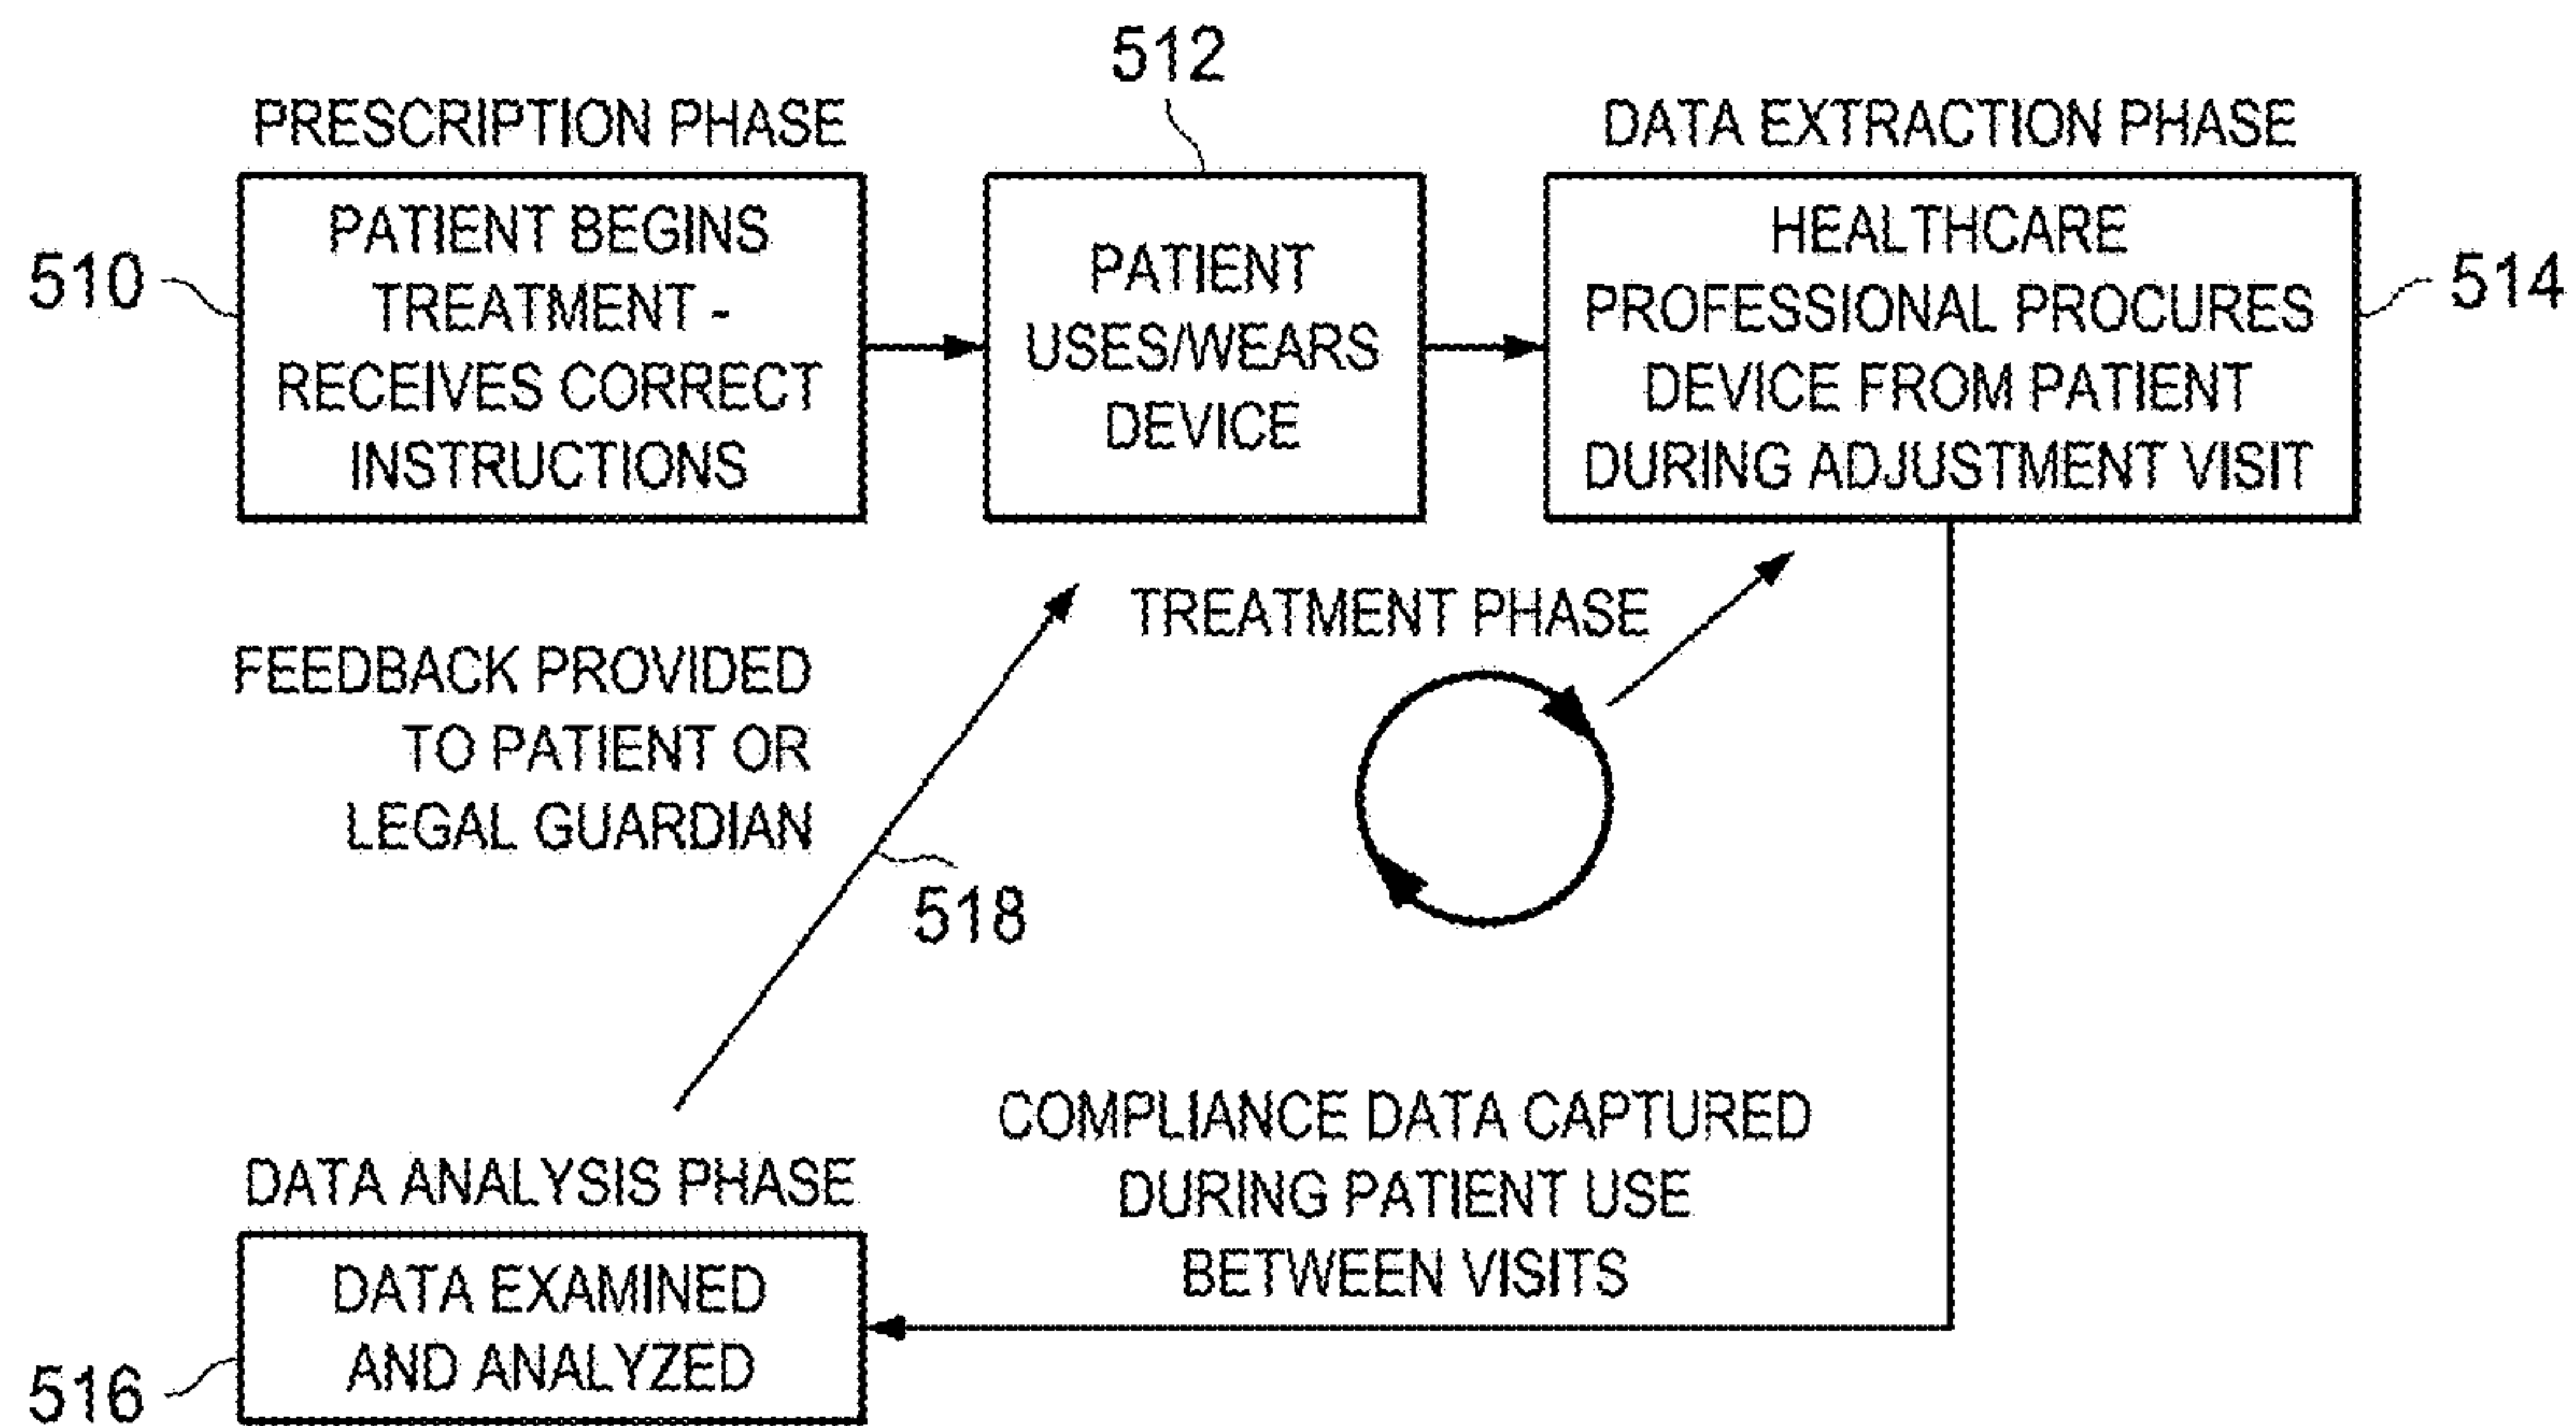 512
PRESCRIPTION PHASE
DATA EXTRACTION PHASE
510
PATIENT BEGINS
TREATMENT -
RECEIVES CORRECT
INSTRUCTIONS
PATIENT
USES/WEARS
DEVICE
HEALTHCARE
PROFESSIONAL PROCURES
DEVICE FROM PATIENT
DURING ADJUSTMENT VISIT
514
TREATMENT PHASE
FEEDBACK PROVIDED
TO PATIENT OR
LEGAL GUARDIAN
518
COMPLIANCE DATA CAPTURED
DURING PATIENT USE
BETWEEN VISITS
DATA ANALYSIS PHASE
DATA EXAMINED
AND ANALYZED
516